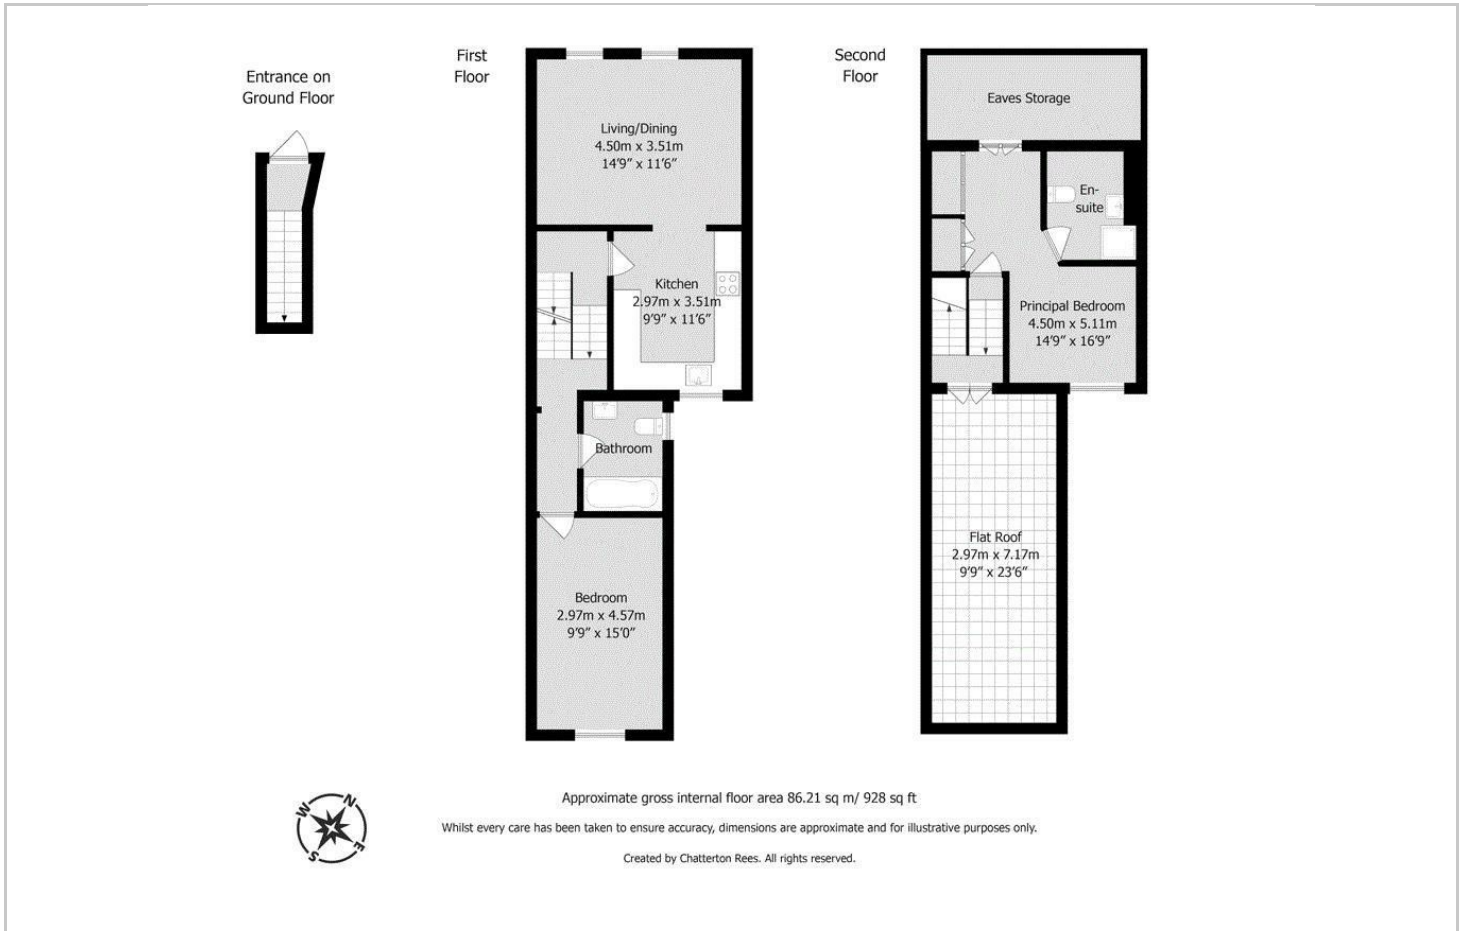 Entrance on
Ground Floor
First
Floor
Living/Dining
4.50m x 3.51m
14'9" x 11'6"
Kitchen
2.97m x 3.51m
9'9" x 11'6"
Bathroom
Bedroom
2.97m x 4.57m
9'9" x 15'0"
Second
Floor
Eaves Storage
En-
suite
Principal Bedroom
4.50m x 5.11m
14'9" x 16'9"
Flat Roof
2.97m x 7.17m
9'9" x 23'6"
N
W
E
S
Approximate gross internal floor area 86.21 sq m/ 928 sq ft
Whilst every care has been taken to ensure accuracy, dimensions are approximate and for illustrative purposes only.
Created by Chatterton Rees. All rights reserved.